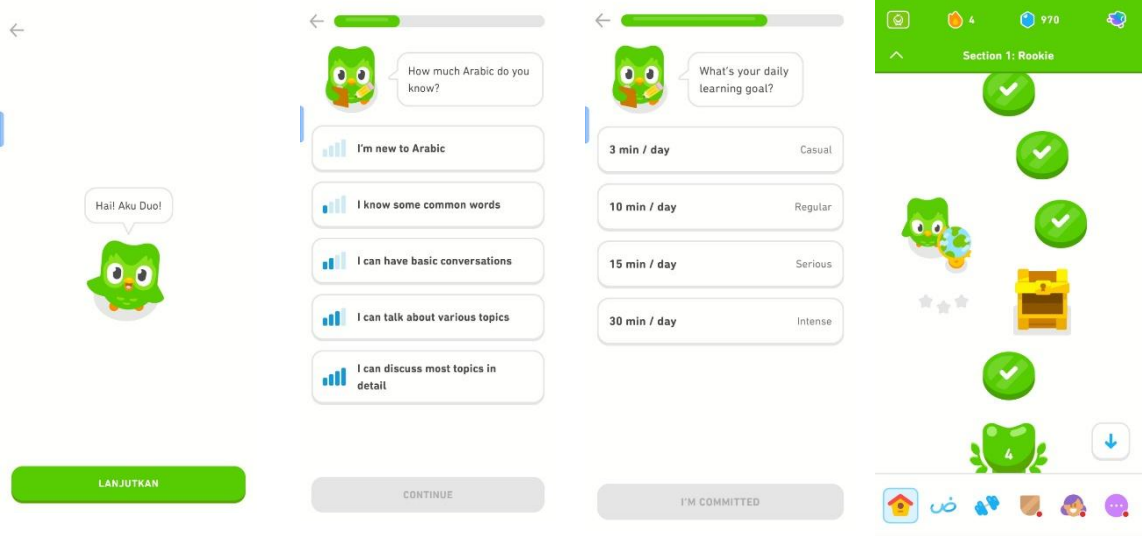 Hai! Aku Duo!
LANJUTKAN
How much Arabic do you
know?
I'm new to Arabic
I know some common words
I can have basic conversations
I can talk about various topics
I can discuss most topics in
detail
CONTINUE
What's your daily
learning goal?
3 min / day Casual
10 min / day Regular
15 min / day Serious
30 min / day Intense
I'M COMMITTED
4 970
Section 1: Rookie
4
ض